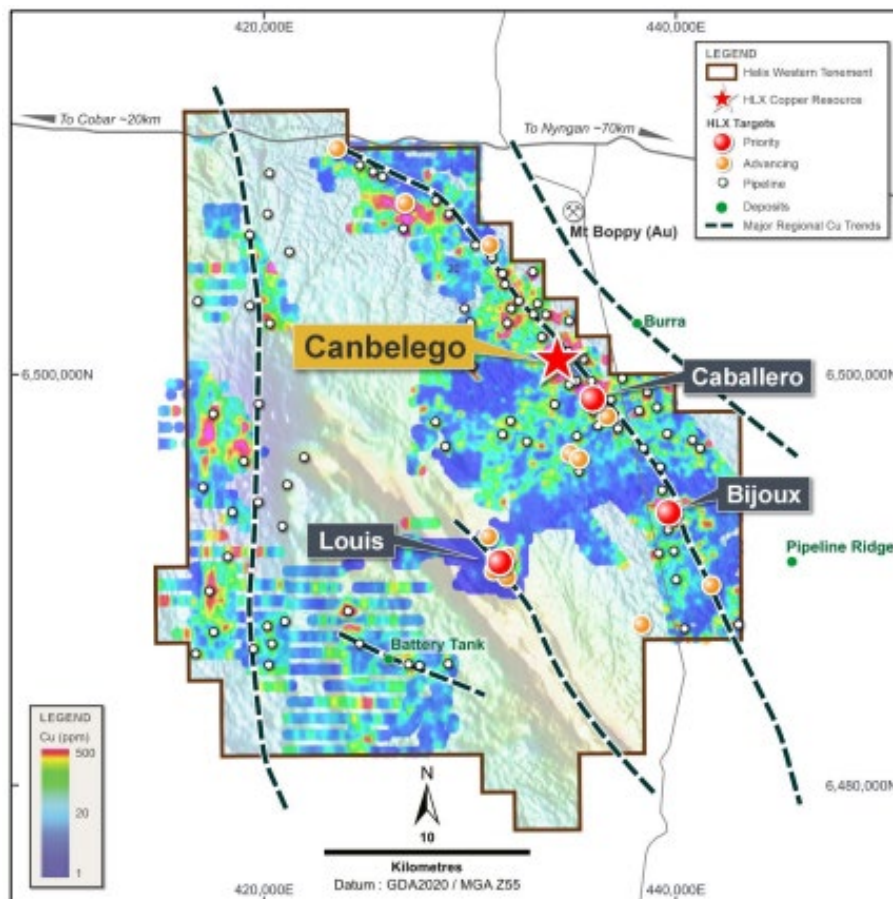 420,000E
440,000E
LEGEND
Helix Western Tenement
HLX Copper Resource
HLX Targets
Priority
Advancing
Pipeline
Deposits
Major Regional Cu Trends
To Cobar ~20km
To Nyngan ~70km
Mt Boppy (Au)
Burra
Canbelego
6,500,000N
6,500,000N
Caballero
Bijoux
Louis
Pipeline Ridge
Battery Tank
LEGEND
Cu (ppm)
500
20
1
N
6,480,000N
10
Kilometres
Datum : GDA2020 / MGA Z55
420,000E
440,000E